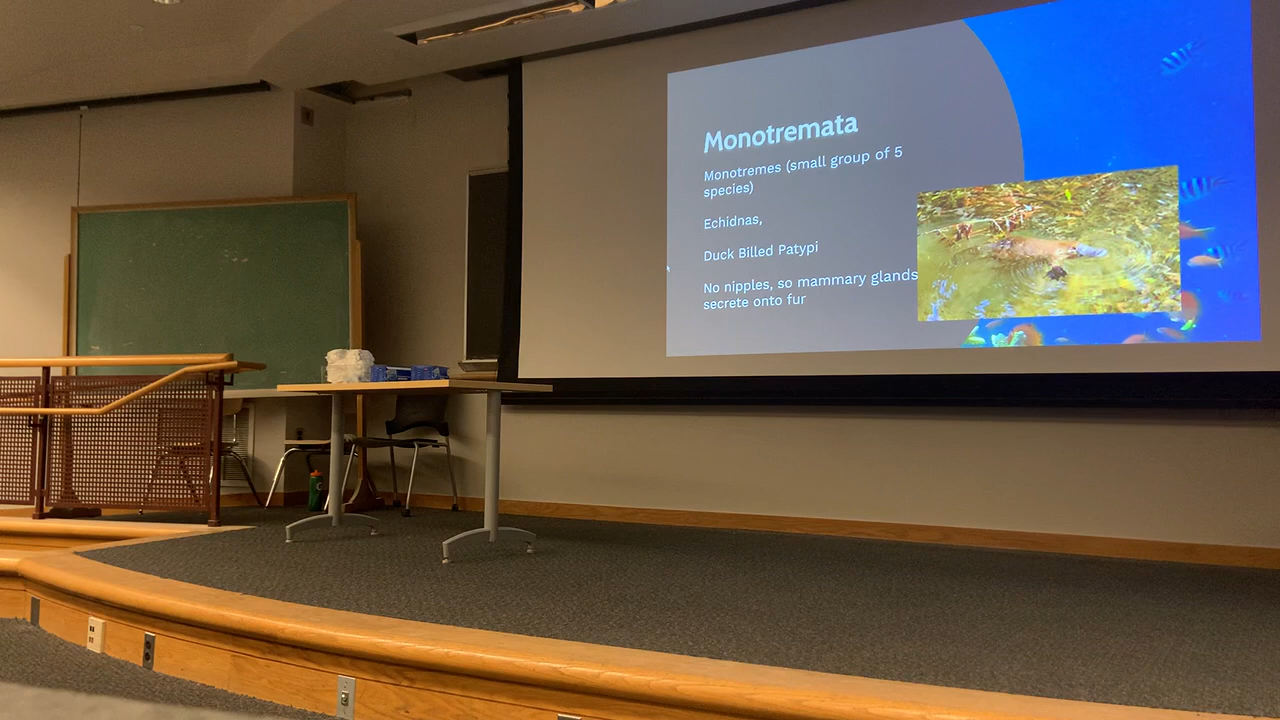 Monotremata
Monotremes (small group of 5
species)
Echidnas,
Duck Billed Patypi
No nipples, so mammary glands
secrete onto fur